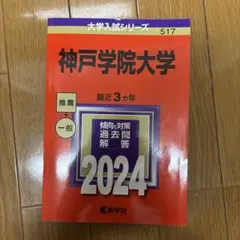 大学入試シリーズ
517
神戸学院大学
最近3カ年
推薦
+
一般
傾向と対策
過去問
解答
2024
教学社